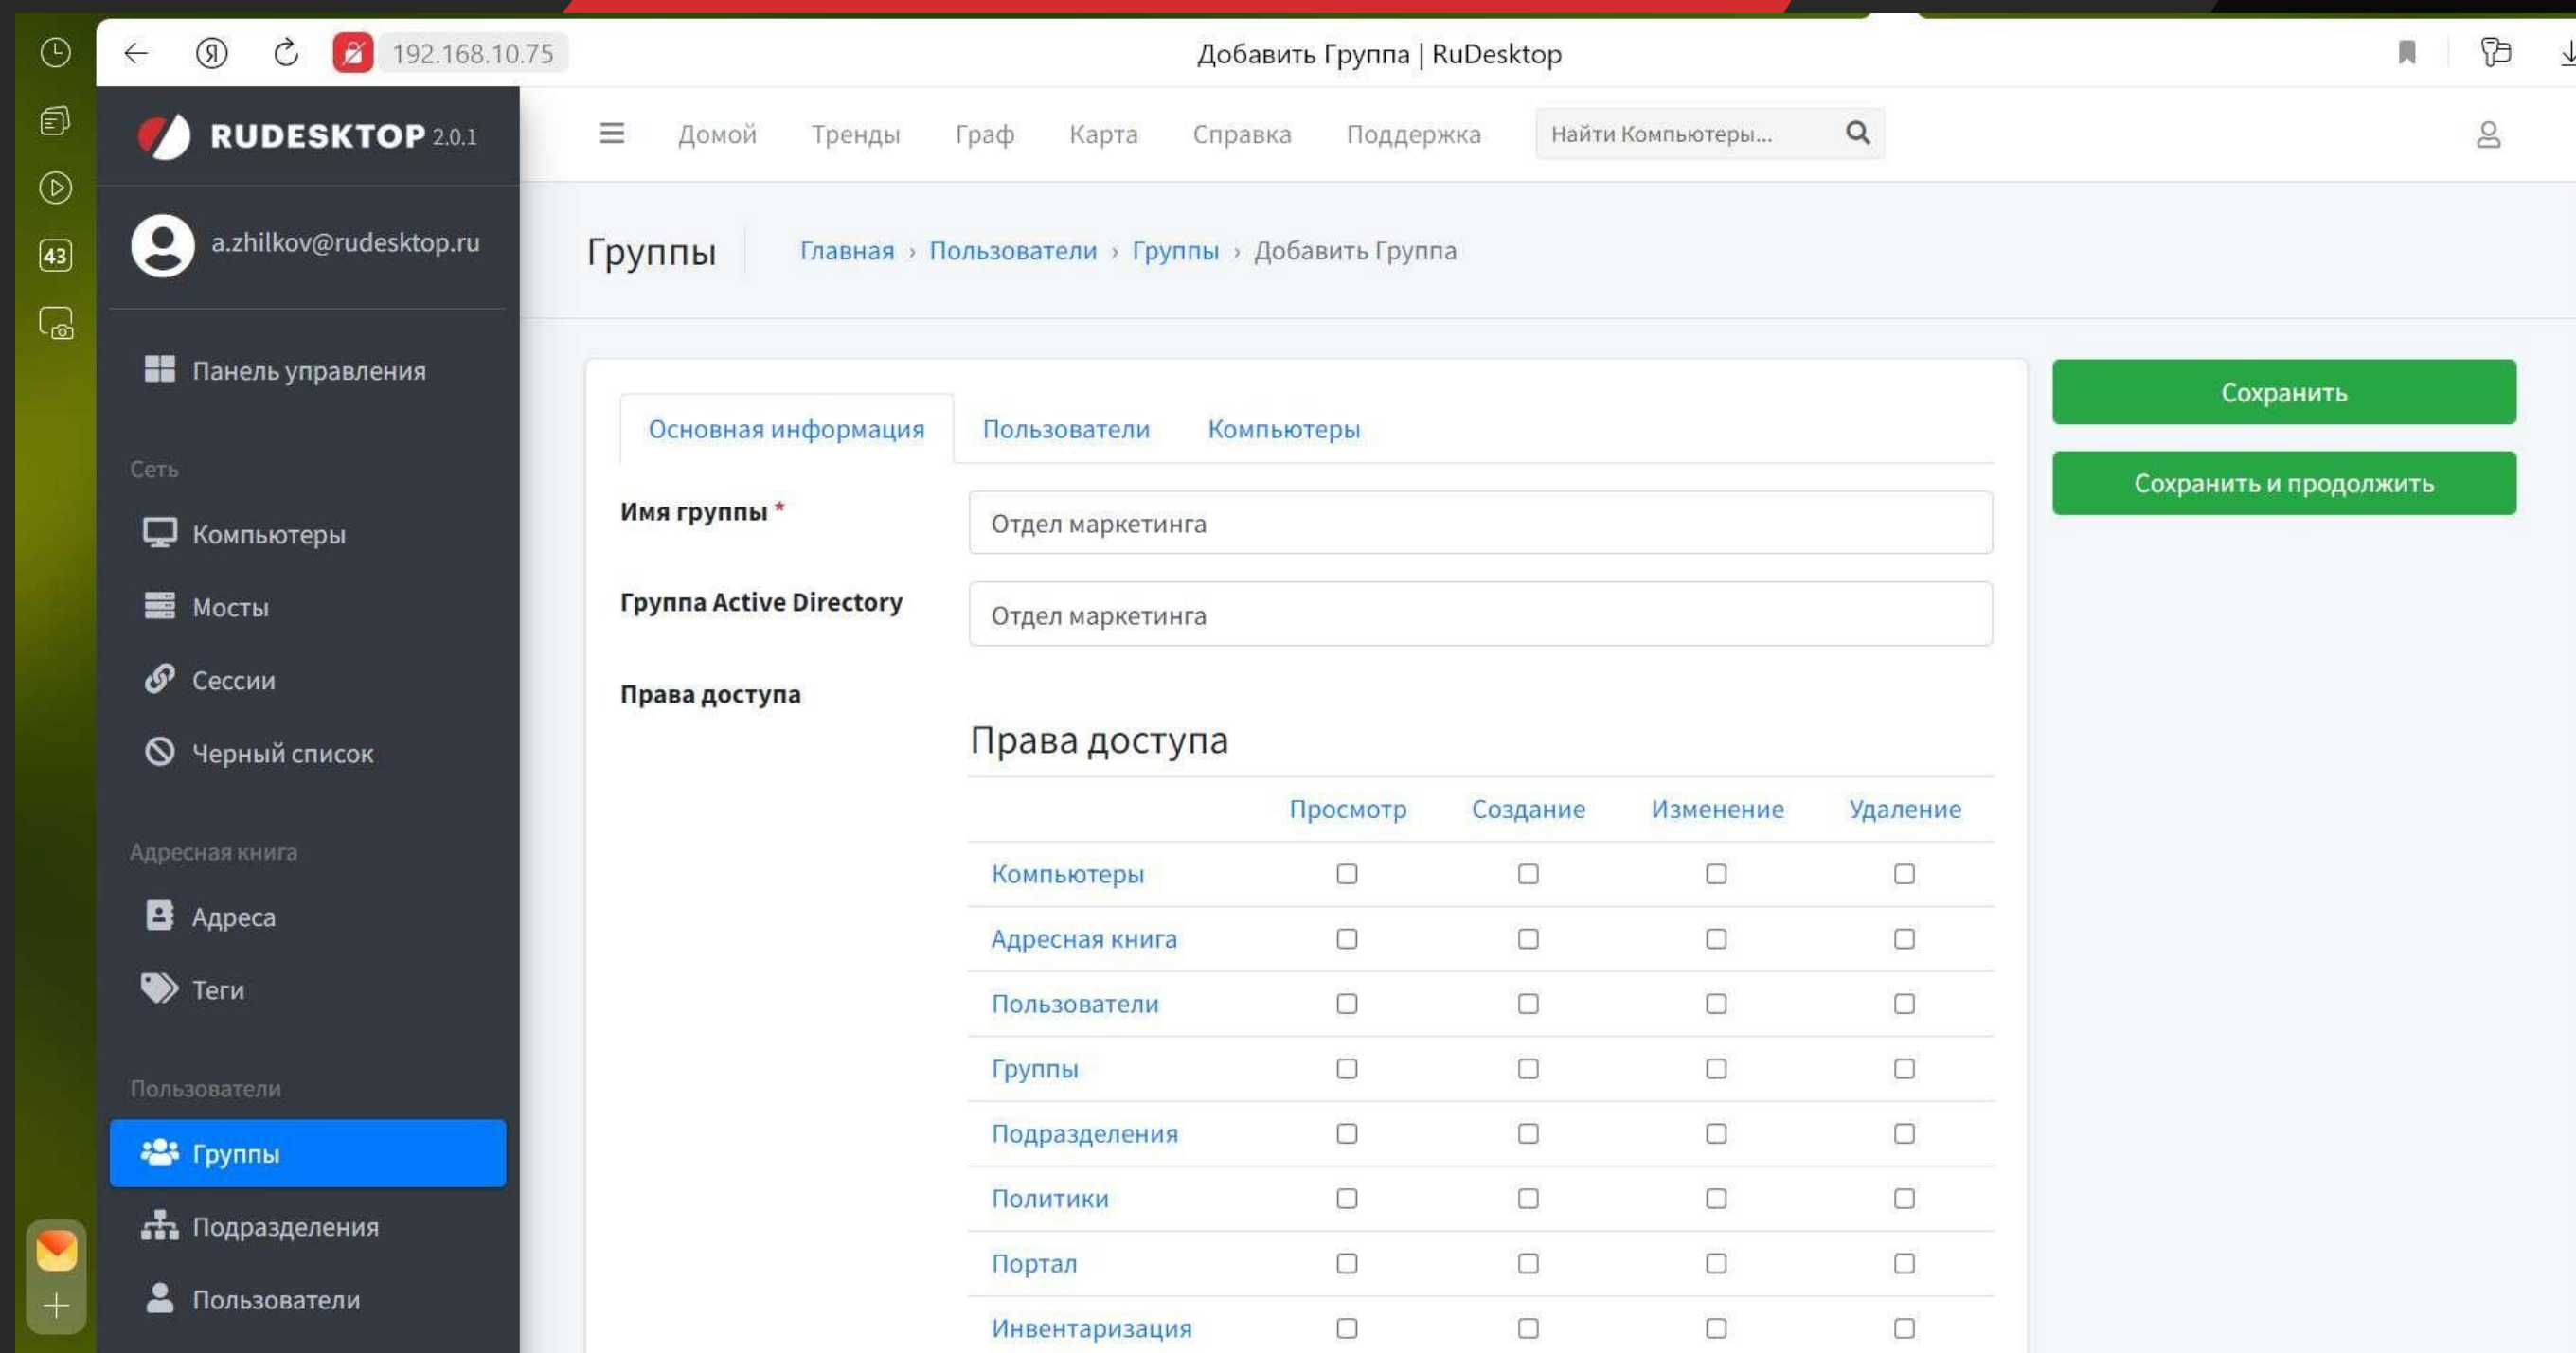 192.168.10.75
Добавить Группа | RuDesktop
43
RUDESKTOP 2.0.1
a.zhilkov@rudesktop.ru
Панель управления
Сеть
Компьютеры
Мосты
Сессии
Черный список
Адресная книга
Адреса
Теги
Пользователи
Группы
Подразделения
Пользователи
Домой Тренды Граф Карта Справка Поддержка Найти Компьютеры...
Группы Главная › Пользователи › Группы › Добавить Группа
Основная информация Пользователи Компьютеры
Имя группы * Отдел маркетинга
Группа Active Directory Отдел маркетинга
Права доступа
Права доступа
Просмотр Создание Изменение Удаление
Компьютеры
Адресная книга
Пользователи
Группы
Подразделения
Политики
Портал
Инвентаризация
Сохранить
Сохранить и продолжить